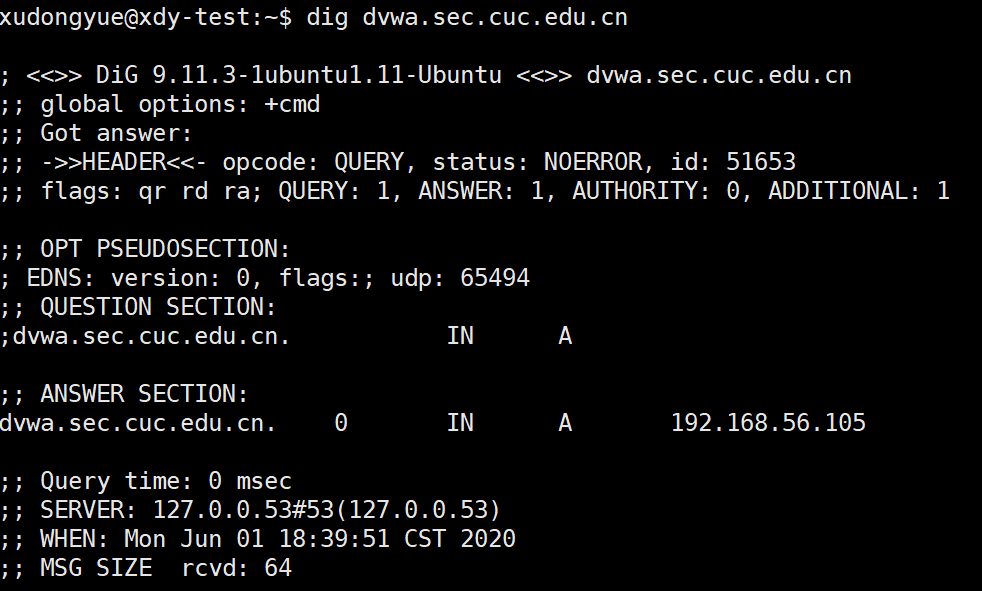 xudongyue@xdy-test:~$ dig dvwa.sec.cuc.edu.cn
; <<>> DiG 9.11.3-1ubuntu1.11-Ubuntu <<>> dvwa.sec.cuc.edu.cn
;; global options: +cmd
;; Got answer:
;; ->>HEADER<<- opcode: QUERY, status: NOERROR, id: 51653
;; flags: qr rd ra; QUERY: 1, ANSWER: 1, AUTHORITY: 0, ADDITIONAL: 1
;; OPT PSEUDOSECTION:
; EDNS: version: 0, flags:; udp: 65494
;; QUESTION SECTION:
;dvwa.sec.cuc.edu.cn. IN A
;; ANSWER SECTION:
dvwa.sec.cuc.edu.cn. 0 IN A 192.168.56.105
;; Query time: 0 msec
;; SERVER: 127.0.0.53#53(127.0.0.53)
;; WHEN: Mon Jun 01 18:39:51 CST 2020
;; MSG SIZE rcvd: 64